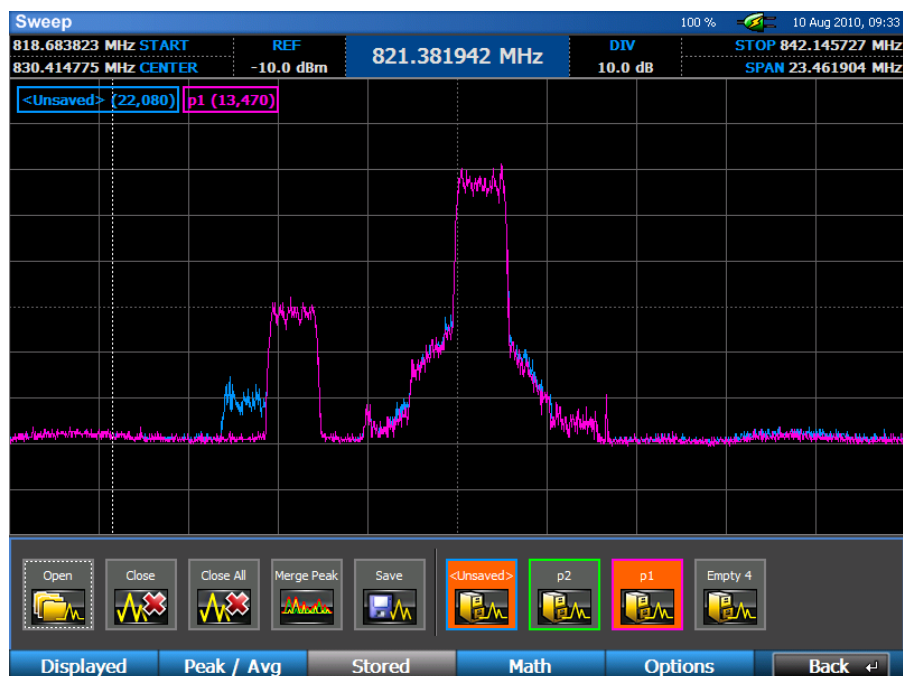 Sweep 100 % 10 Aug 2010, 09:33
818.683823 MHz START REF 821.381942 MHz DIV STOP 842.145727 MHz
830.414775 MHz CENTER -10.0 dBm 10.0 dB SPAN 23.461904 MHz
<Unsaved> (22,080) p1 (13,470)
Open Close Close All Merge Peak Save <Unsaved> p2 p1 Empty 4
Displayed Peak / Avg Stored Math Options Back